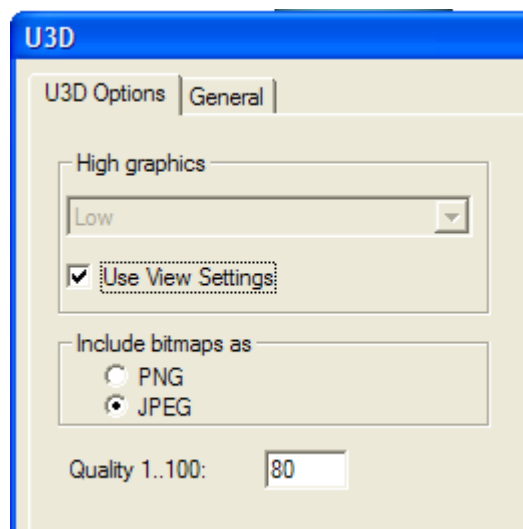 U3D
U3D Options General
High graphics
Low
Use View Settings
Include bitmaps as
PNG
JPEG
Quality 1..100: 80